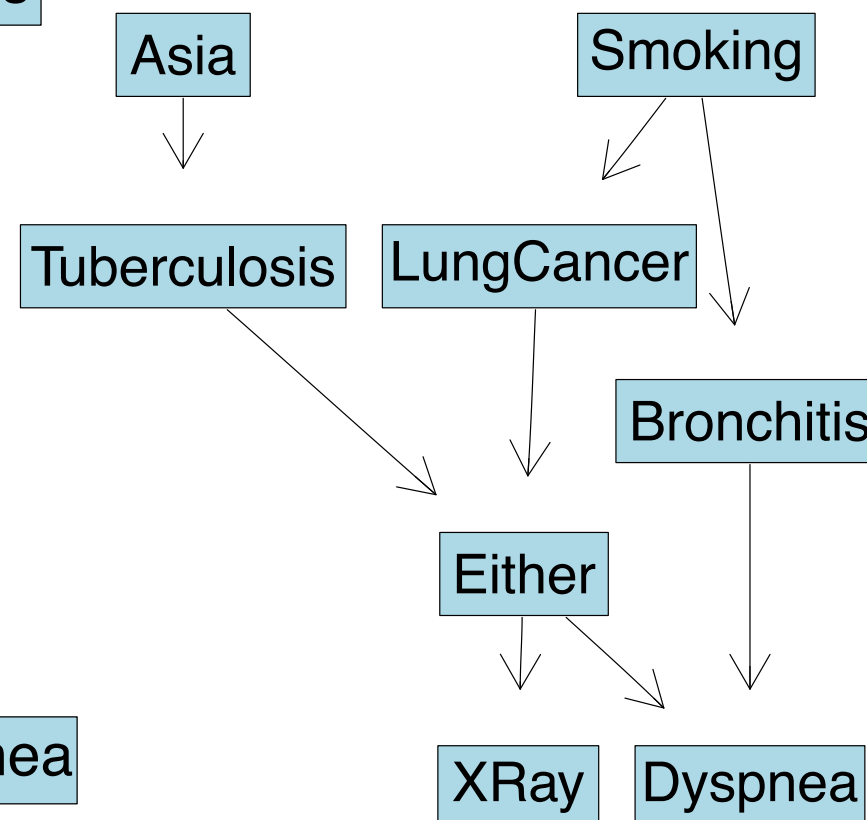 Asia
Smoking
Tuberculosis
LungCancer
Bronchitis
Either
nea
XRay
Dyspnea